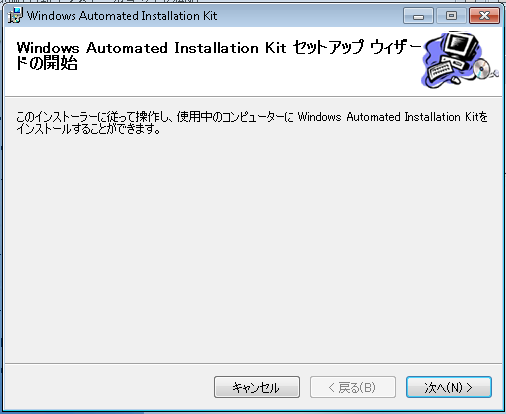 Windows Automated Installation Kit
Windows Automated Installation Kit セットアップ ウィザー
ドの開始
このインストーラーに従って操作し、使用中のコンピューターに Windows Automated Installation Kitを
インストールすることができます。
キャンセル
< 戻る(B)
次へ(N) >